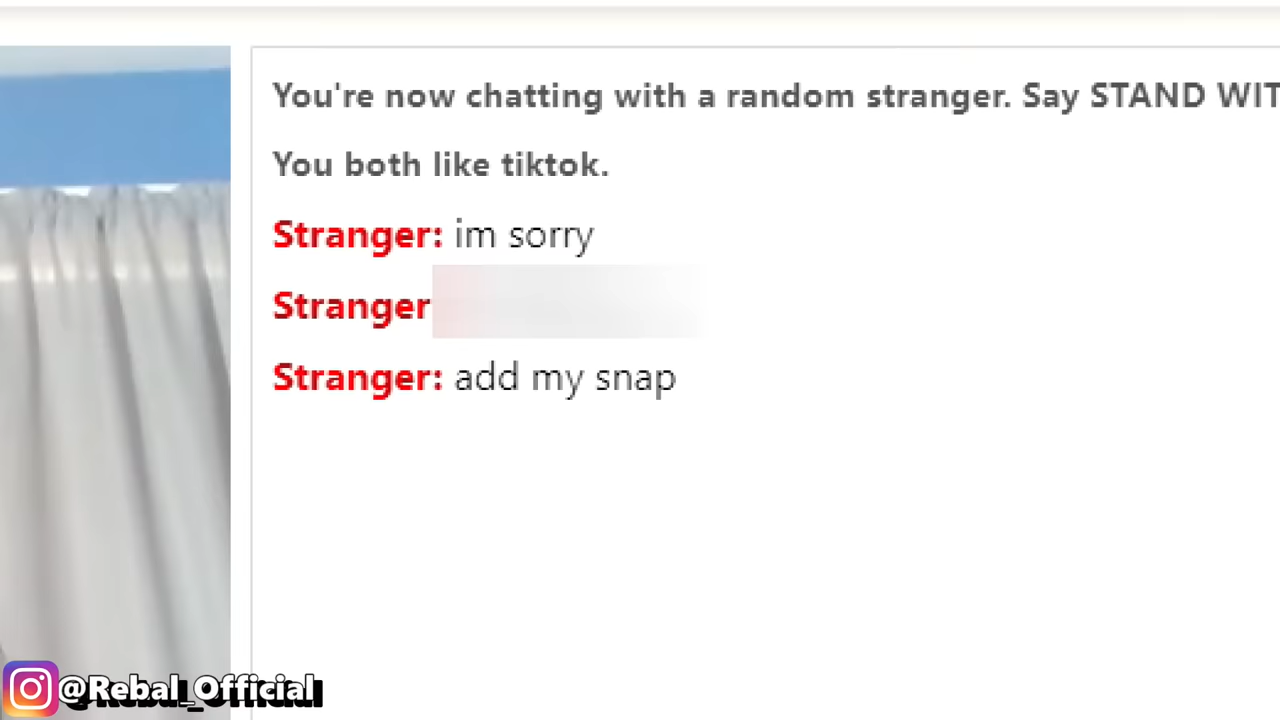 You're now chatting with a random stranger. Say STAND WIT
You both like tiktok.
Stranger: im sorry
Stranger
Stranger: add my snap
@Rebal_Official